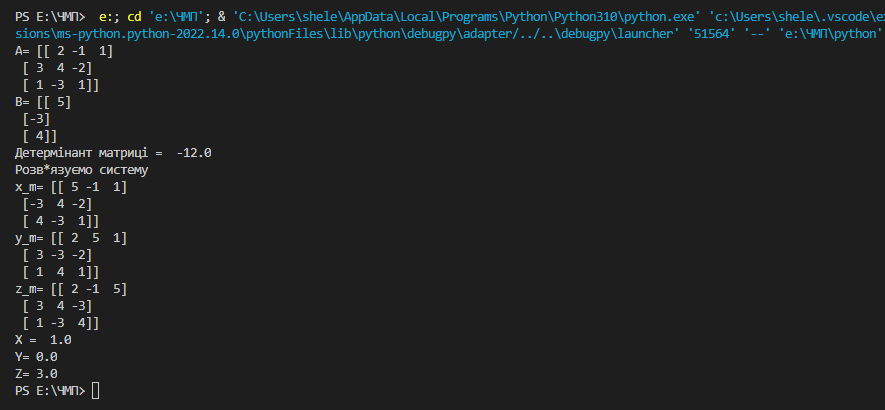 PS E:\ЧМП>  e:; cd 'e:\ЧМП'; & 'C:\Users\shele\AppData\Local\Programs\Python\Python310\python.exe' 'c:\Users\shele\.vscode\ex
sions\ms-python.python-2022.14.0\pythonFiles\lib\python\debugpy\adapter/../..\debugpy\launcher' '51564' '--' 'e:\ЧМП\python'
A= [[ 2 -1  1]
 [ 3  4 -2]
 [ 1 -3  1]]
B= [[ 5]
 [-3]
 [ 4]]
Детермінант матриці =  -12.0
Розв*язуємо систему
x_m= [[ 5 -1  1]
 [-3  4 -2]
 [ 4 -3  1]]
y_m= [[ 2  5  1]
 [ 3 -3 -2]
 [ 1  4  1]]
z_m= [[ 2 -1  5]
 [ 3  4 -3]
 [ 1 -3  4]]
X =  1.0
Y= 0.0
Z= 3.0
PS E:\ЧМП>